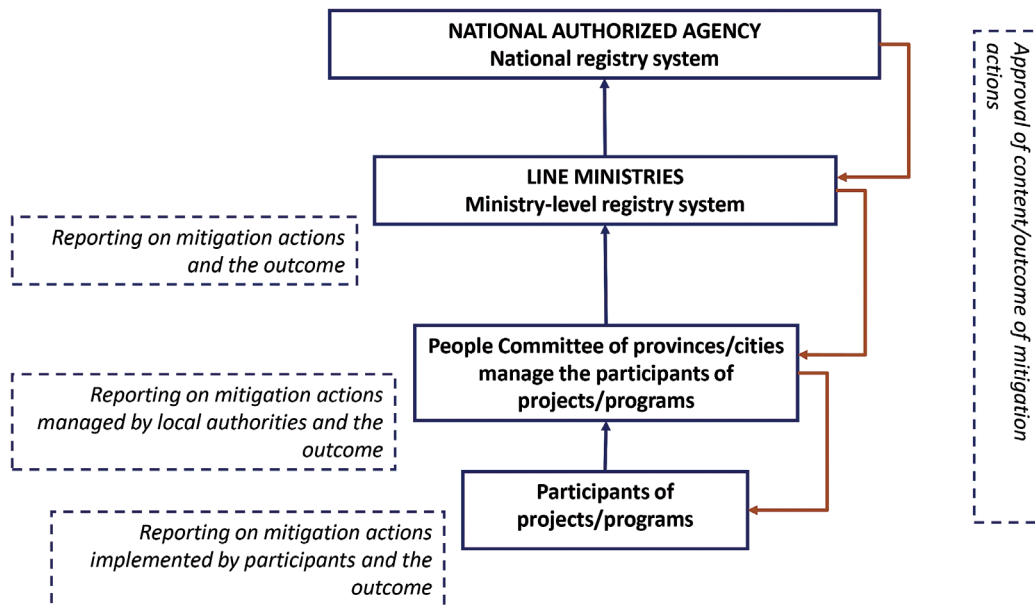 NATIONAL AUTHORIZED AGENCY
National registry system
Approval of content/outcome of mitigation
actions
LINE MINISTRIES
Ministry-level registry system
Reporting on mitigation actions
and the outcome
People Committee of provinces/cities
manage the participants of
projects/programs
Reporting on mitigation actions
managed by local authorities and the
outcome
Participants of
projects/programs
Reporting on mitigation actions
implemented by participants and the
outcome